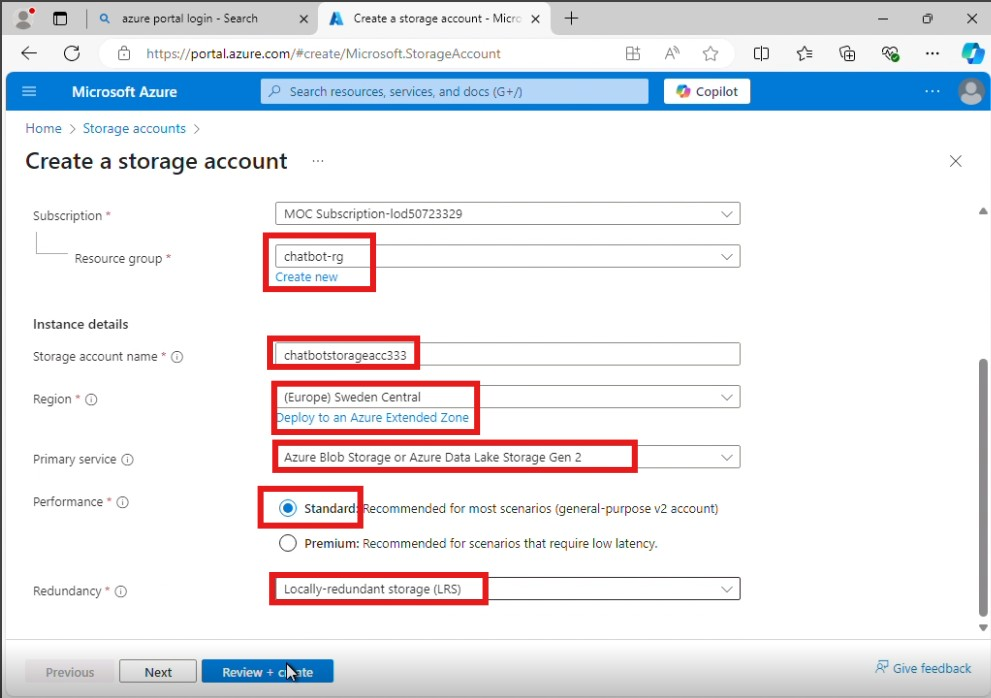 azure portal login - Search
Create a storage account - Micro
https://portal.azure.com/#create/Microsoft.StorageAccount
Microsoft Azure
Search resources, services, and docs (G+/)
Copilot
Home > Storage accounts >
Create a storage account ...
Subscription *
MOC Subscription-lod50723329
Resource group *
chatbot-rg
Create new
Instance details
Storage account name *
chatbotstorageacc333
Region *
(Europe) Sweden Central
Deploy to an Azure Extended Zone
Primary service
Azure Blob Storage or Azure Data Lake Storage Gen 2
Performance *
Standard: Recommended for most scenarios (general-purpose v2 account)
Premium: Recommended for scenarios that require low latency.
Redundancy *
Locally-redundant storage (LRS)
Previous
Next
Review + create
Give feedback